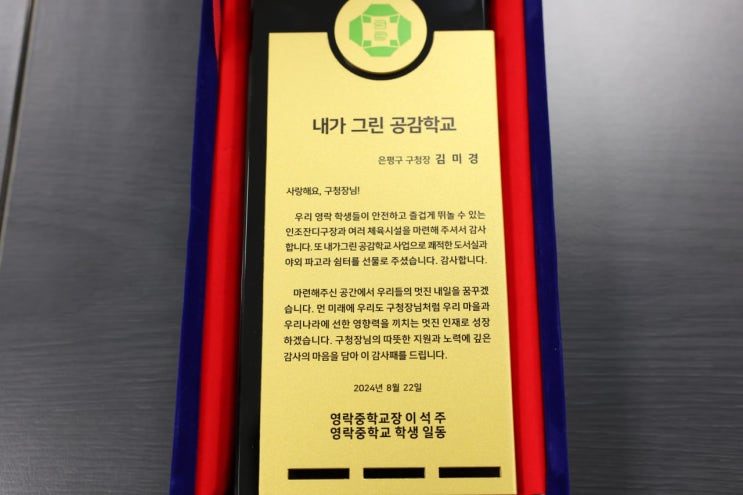 내가 그린 공감학교
은평구 구청장 김 미 경
사랑해요, 구청장님!
우리 영락 학생들이 안전하고 즐겁게 뛰놀 수 있는
인조잔디구장과 여러 체육시설을 마련해 주셔서 감사
합니다. 또 내가그린 공감학교 사업으로 쾌적한 도서실과
야외 파고라 쉼터를 선물로 주셨습니다. 감사합니다.
마련해주신 공간에서 우리들의 멋진 내일을 꿈꾸겠
습니다. 먼 미래에 우리도 구청장님처럼 우리 마을과
우리나라에 선한 영향력을 끼치는 멋진 인재로 성장
하겠습니다. 구청장님의 따뜻한 지원과 노력에 깊은
감사의 마음을 담아 이 감사패를 드립니다.
2024년 8월 22일
영락중학교장 이 석 주
영락중학교 학생 일동